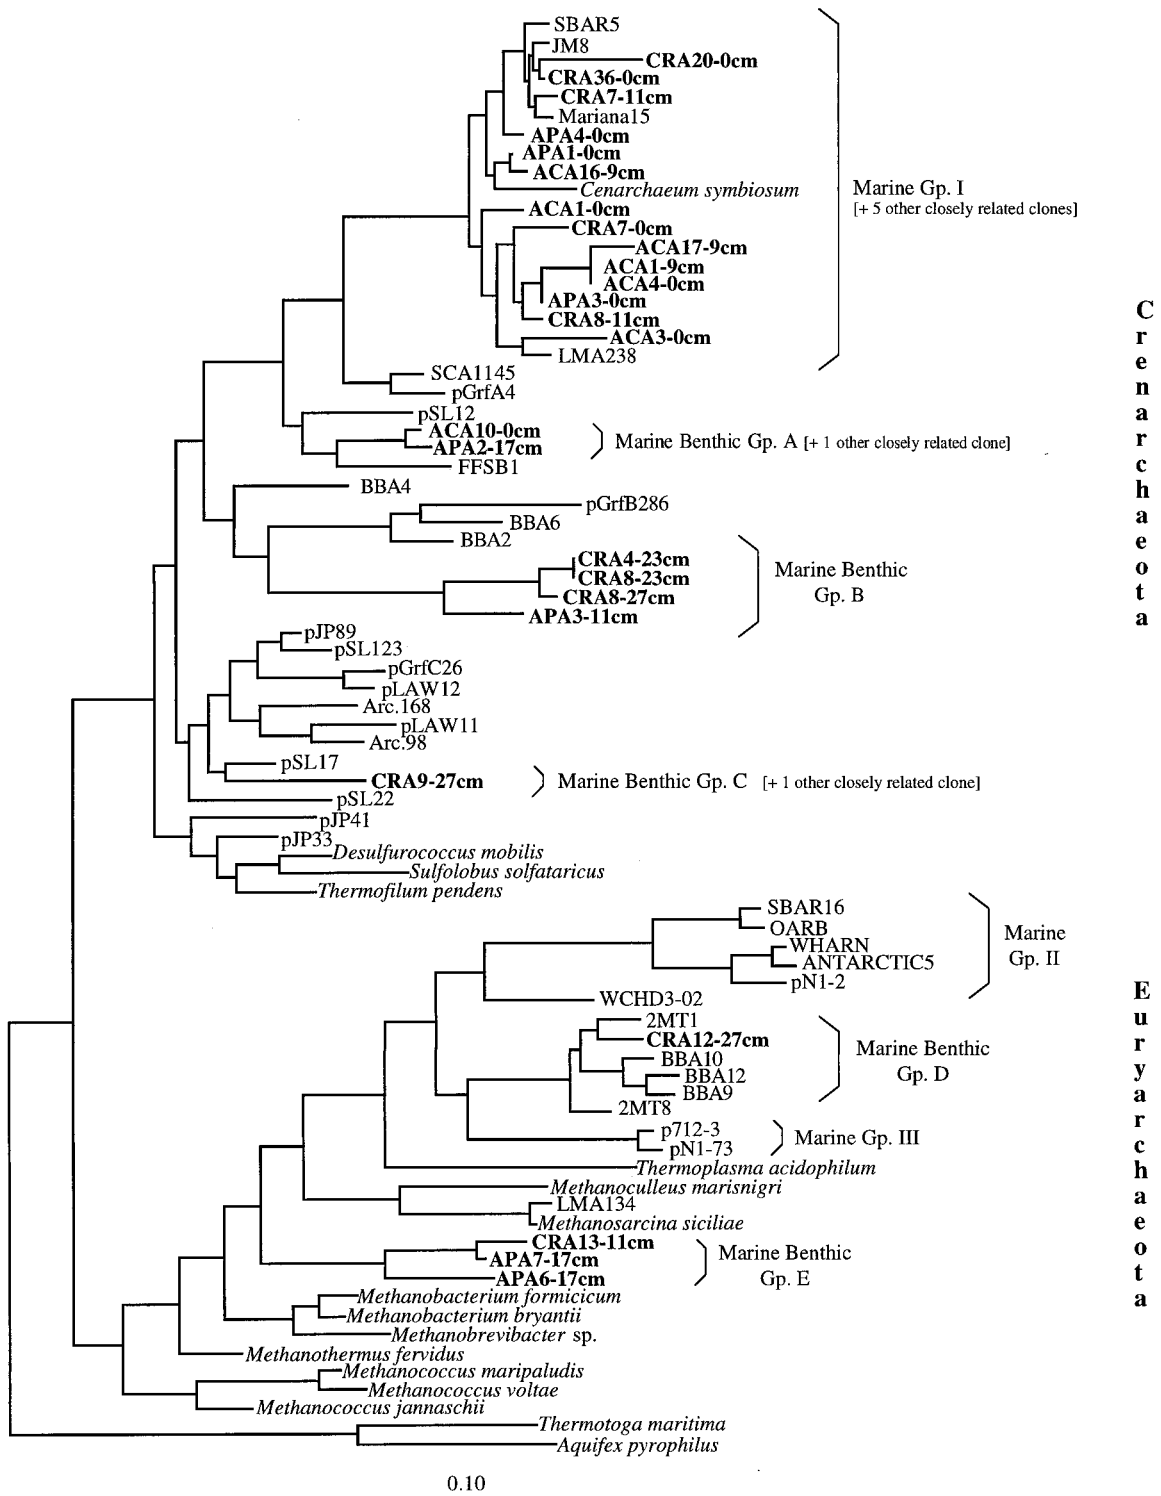 SBAR5
JM8
CRA20-0cm
CRA36-0cm
CRA7-11cm
Mariana15
APA4-0cm
APA1-0cm
ACA16-9cm
Cenarchaeum symbiosum
Marine Gp. I
[+ 5 other closely related clones]
ACA1-0cm
CRA7-0cm
ACA17-9cm
ACA1-9cm
ACA4-0cm
APA3-0cm
CRA8-11cm
ACA3-0cm
LMA238
SCA1145
pGrfA4
pSL12
ACA10-0cm
APA2-17cm
Marine Benthic Gp. A [+ 1 other closely related clone]
FFSB1
BBA4
pGrfB286
BBA6
BBA2
CRA4-23cm
CRA8-23cm
CRA8-27cm
APA3-11cm
Marine Benthic
Gp. B
Crenarchaeota
pJP89
pSL123
pGrfC26
pLAW12
Arc.168
pLAW11
Arc.98
pSL17
CRA9-27cm
Marine Benthic Gp. C [+ 1 other closely related clone]
pSL22
pJP41
pJP33
Desulfurococcus mobilis
Sulfolobus solfataricus
Thermofilum pendens
SBAR16
OARB
WHARN
ANTARCTIC5
pN1-2
Marine
Gp. II
WCHD3-02
2MT1
CRA12-27cm
BBA10
BBA12
BBA9
2MT8
Marine Benthic
Gp. D
p712-3
pN1-73
Marine Gp. III
Thermoplasma acidophilum
Methanoculleus marisnigri
LMA134
Methanosarcina siciliae
CRA13-11cm
APA7-17cm
APA6-17cm
Marine Benthic
Gp. E
Euryarchaeota
Methanobacterium formicicum
Methanobacterium bryantii
Methanobrevibacter sp.
Methanothermus fervidus
Methanococcus maripaludis
Methanococcus voltae
Methanococcus jannaschii
Thermotoga maritima
Aquifex pyrophilus
0.10